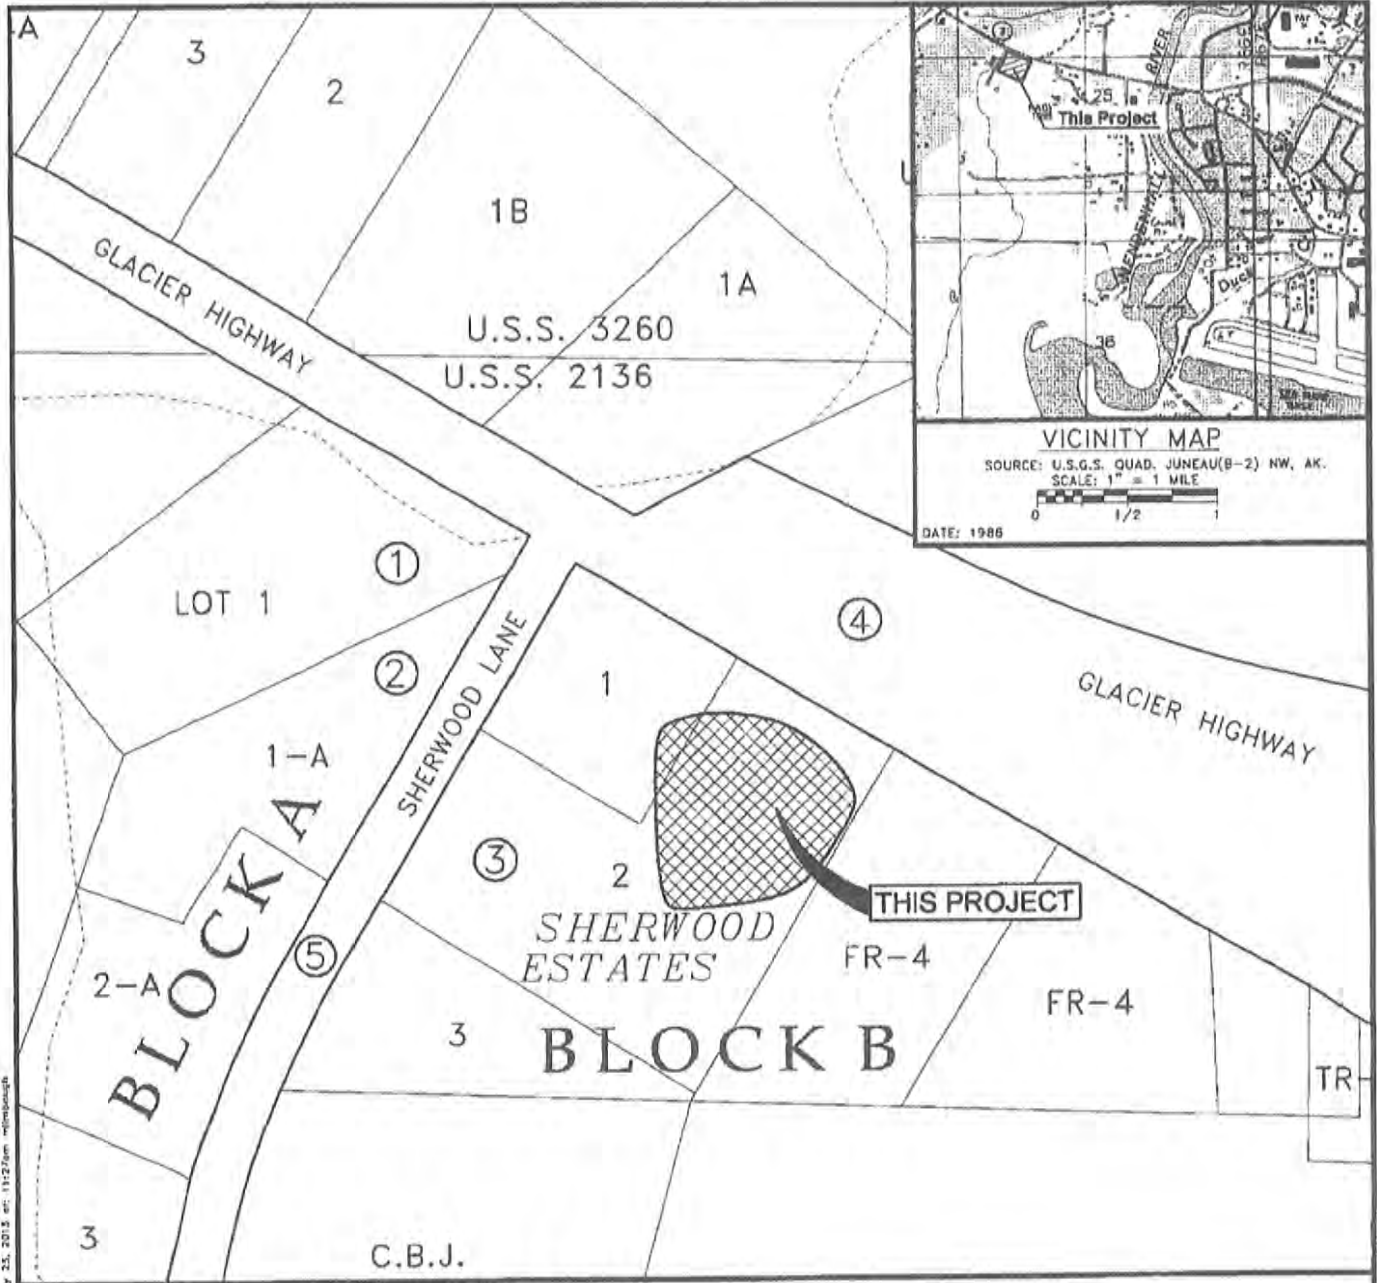 A
3
2
1B
1A
U.S.S. 3260
U.S.S. 2136
GLACIER HIGHWAY
RIVER
25
This Project
MENDENHALL
Duck
36
VICINITY MAP
SOURCE: U.S.G.S. QUAD. JUNEAU(B-2) NW, AK.
SCALE: 1" = 1 MILE
0 1/2 1
DATE: 1986
1
LOT 1
2
SHERWOOD LANE
1
4
GLACIER HIGHWAY
1-A
BLOCK A
3
2
THIS PROJECT
SHERWOOD
ESTATES
FR-4
FR-4
5
2-A
3
BLOCK B
TR
3
C.B.J.